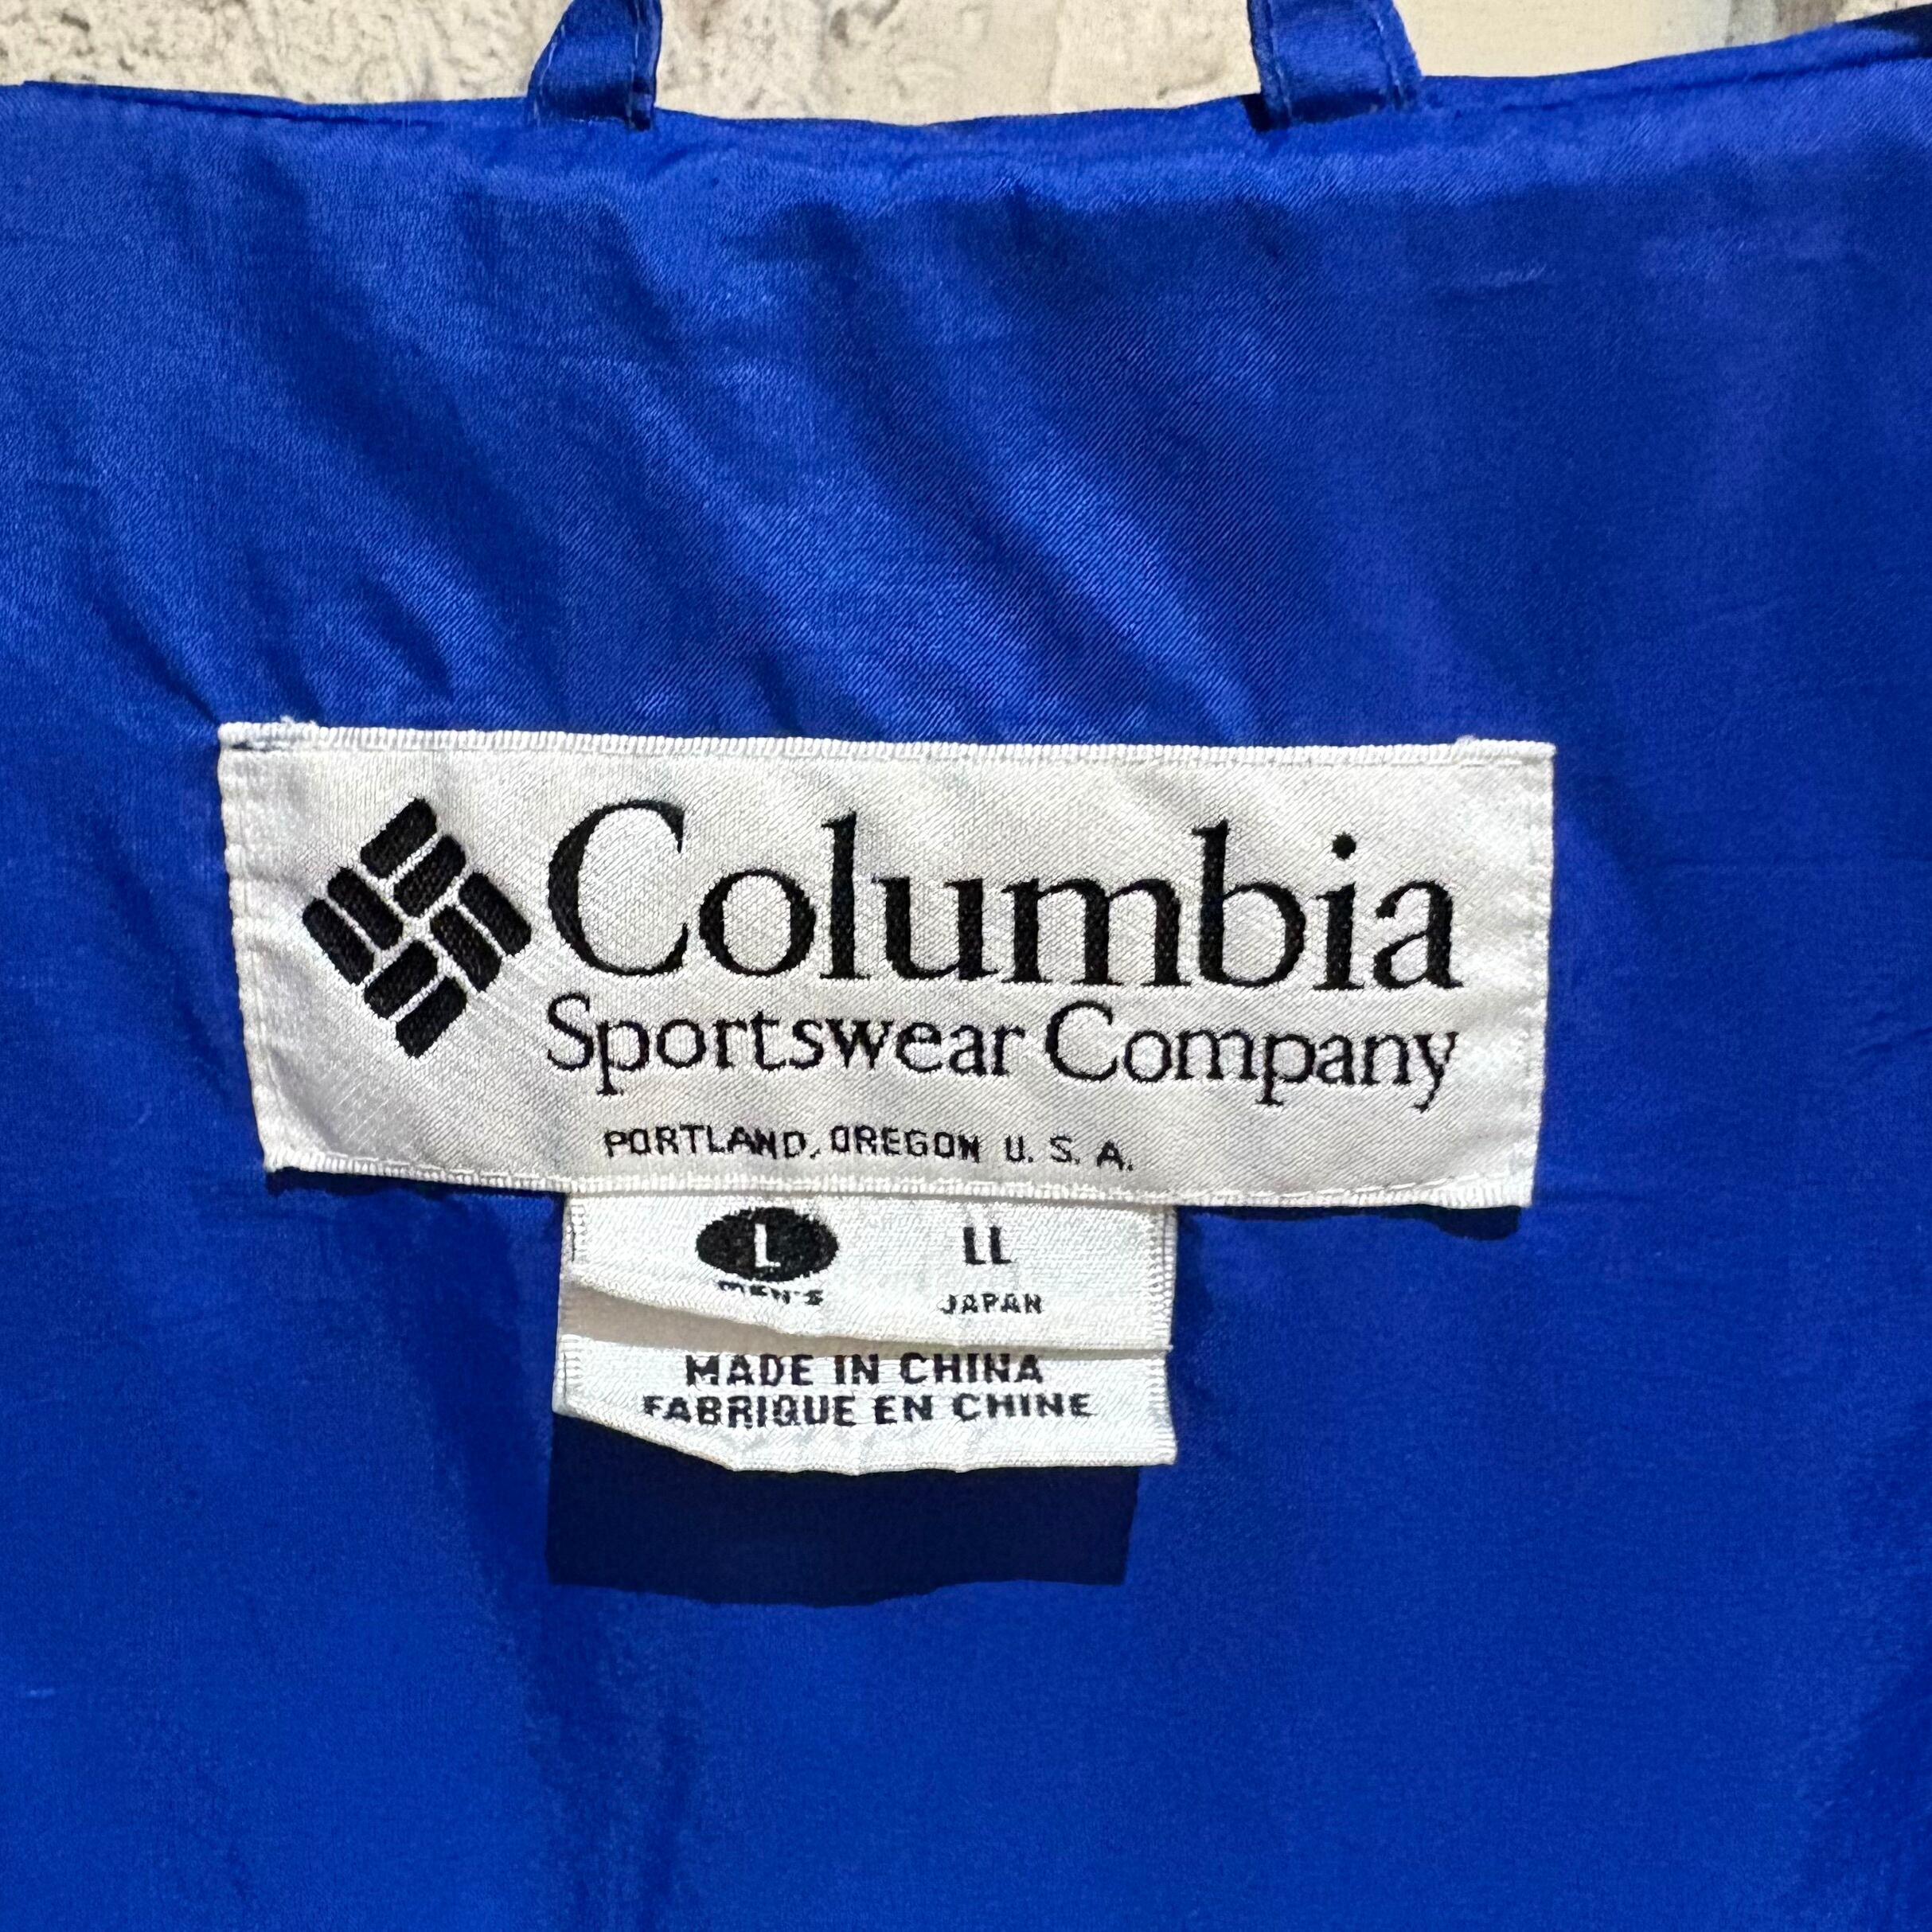 Columbia
Sportswear Company
PORTLAND, OREGON U.S.A.
L LL
MEN'S JAPAN
MADE IN CHINA
FABRIQUE EN CHINE